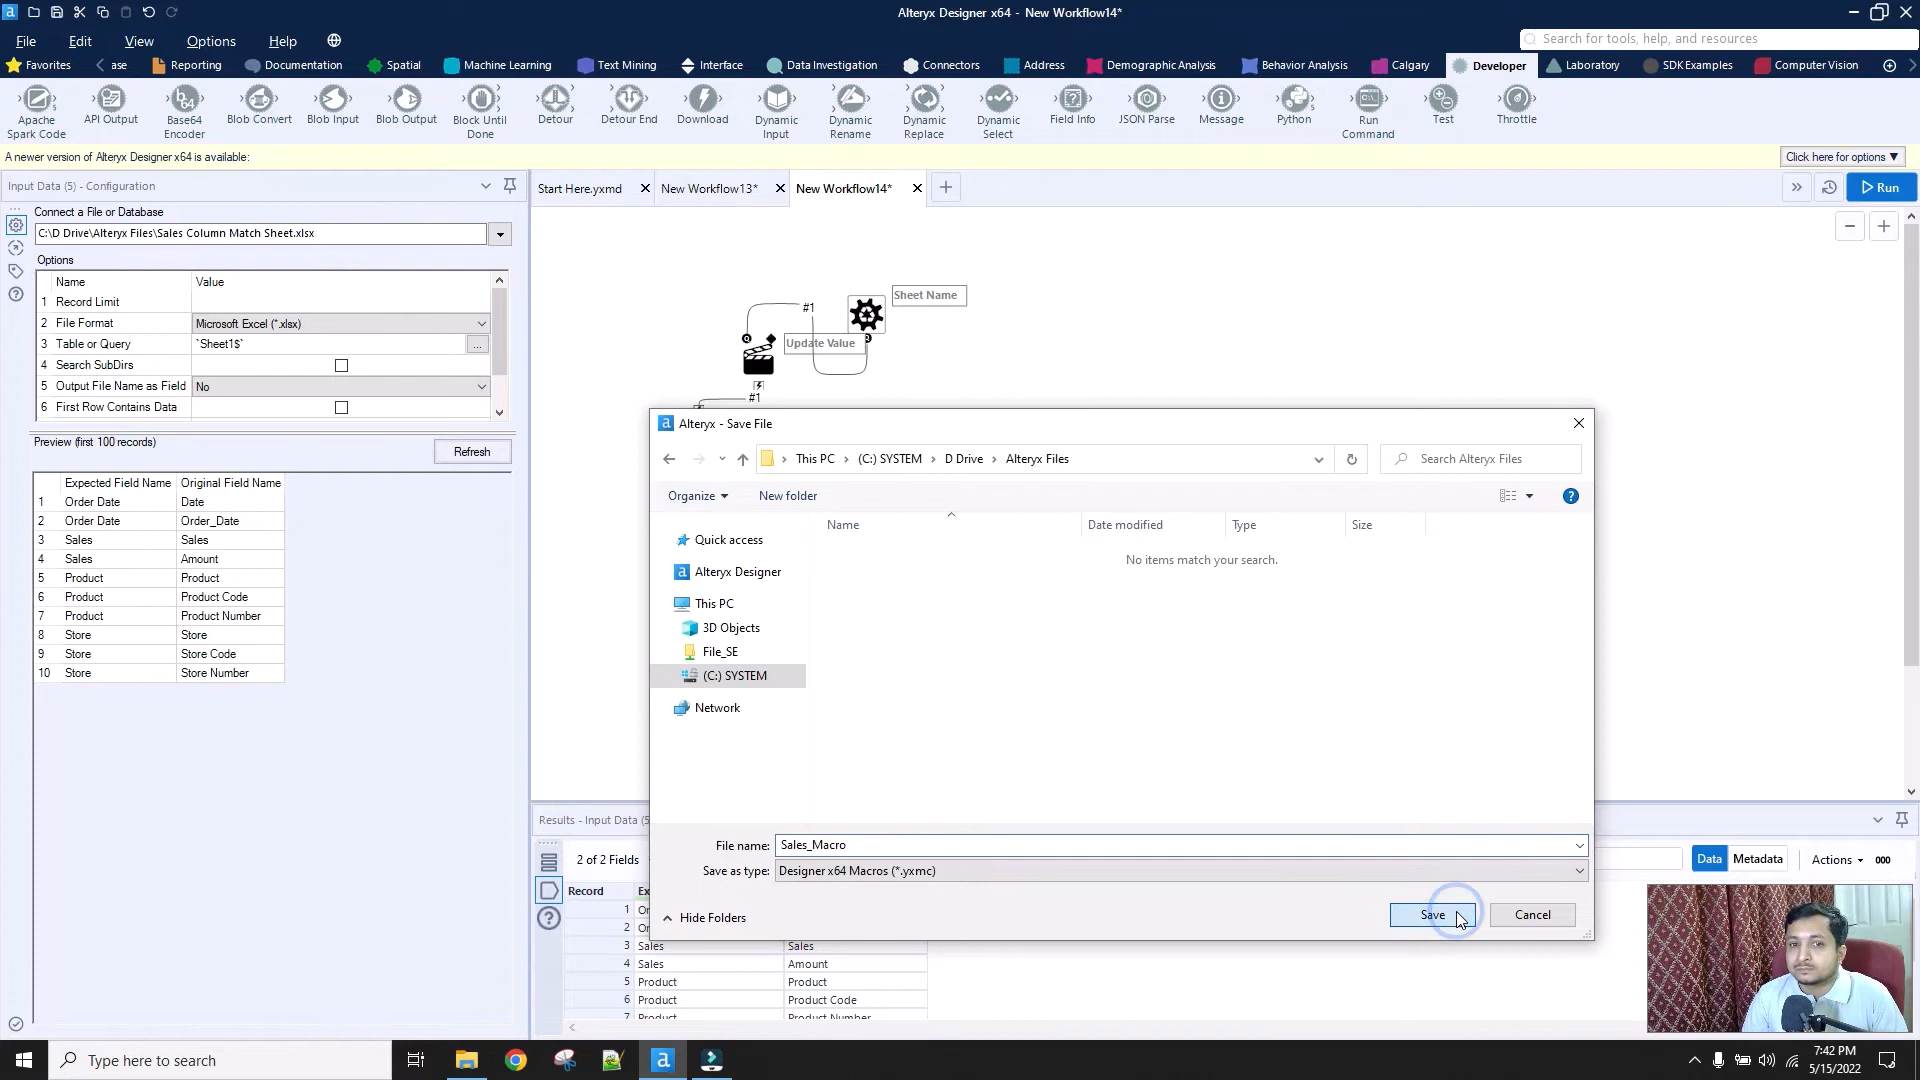 Alteryx Designer x64 - New Workflow14*
File Edit View Options Help
Search for tools, help, and resources
Favorites ase Reporting Documentation Spatial Machine Learning Text Mining Interface Data Investigation Connectors Address Demographic Analysis Behavior Analysis Calgary Developer Laboratory SDK Examples Computer Vision
Apache Spark Code API Output Base64 Encoder Blob Convert Blob Input Blob Output Block Until Done Detour Detour End Download Dynamic Input Dynamic Rename Dynamic Replace Dynamic Select Field Info JSON Parse Message Python Run Command Test Throttle
A newer version of Alteryx Designer x64 is available:
Click here for options ▼
Input Data (5) - Configuration
Start Here.yxmd New Workflow13* New Workflow14*
Run
Connect a File or Database
C:\D Drive\Alteryx Files\Sales Column Match Sheet.xlsx
Options
Name Value
1 Record Limit
2 File Format Microsoft Excel (*.xlsx)
3 Table or Query `Sheet1$` ...
4 Search SubDirs
5 Output File Name as Field No
6 First Row Contains Data
Preview (first 100 records)
Refresh
Expected Field Name Original Field Name
1 Order Date Date
2 Order Date Order_Date
3 Sales Sales
4 Sales Amount
5 Product Product
6 Product Product Code
7 Product Product Number
8 Store Store
9 Store Store Code
10 Store Store Number
#1
Sheet Name
Update Value
#1
Alteryx - Save File
This PC (C:) SYSTEM D Drive Alteryx Files
Search Alteryx Files
Organize New folder
Name Date modified Type Size
No items match your search.
Quick access
Alteryx Designer
This PC
3D Objects
File_SE
(C:) SYSTEM
Network
File name: Sales_Macro
Save as type: Designer x64 Macros (*.yxmc)
Hide Folders
Save Cancel
Results - Input Data (5
2 of 2 Fields
Data Metadata Actions 000
Record Ex
1 Or
2 Or
3 Sales Sales
4 Sales Amount
5 Product Product
6 Product Product Code
7 Product Product Number
Type here to search
7:42 PM
5/15/2022